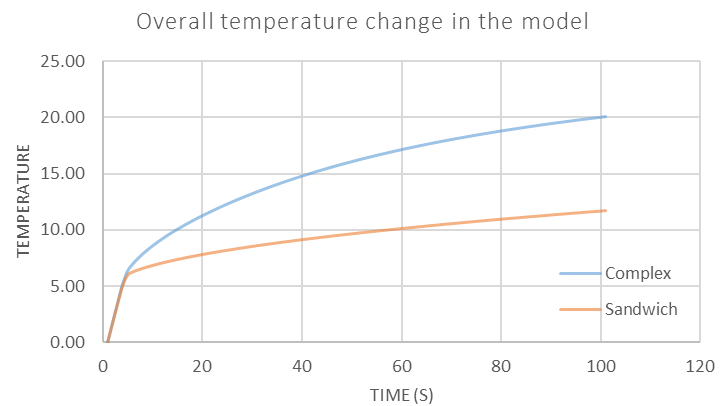 Overall temperature change in the model
25.00
20.00
15.00
10.00
5.00
0.00
TEMPERATURE
0 20 40 60 80 100 120
TIME (S)
Complex
Sandwich